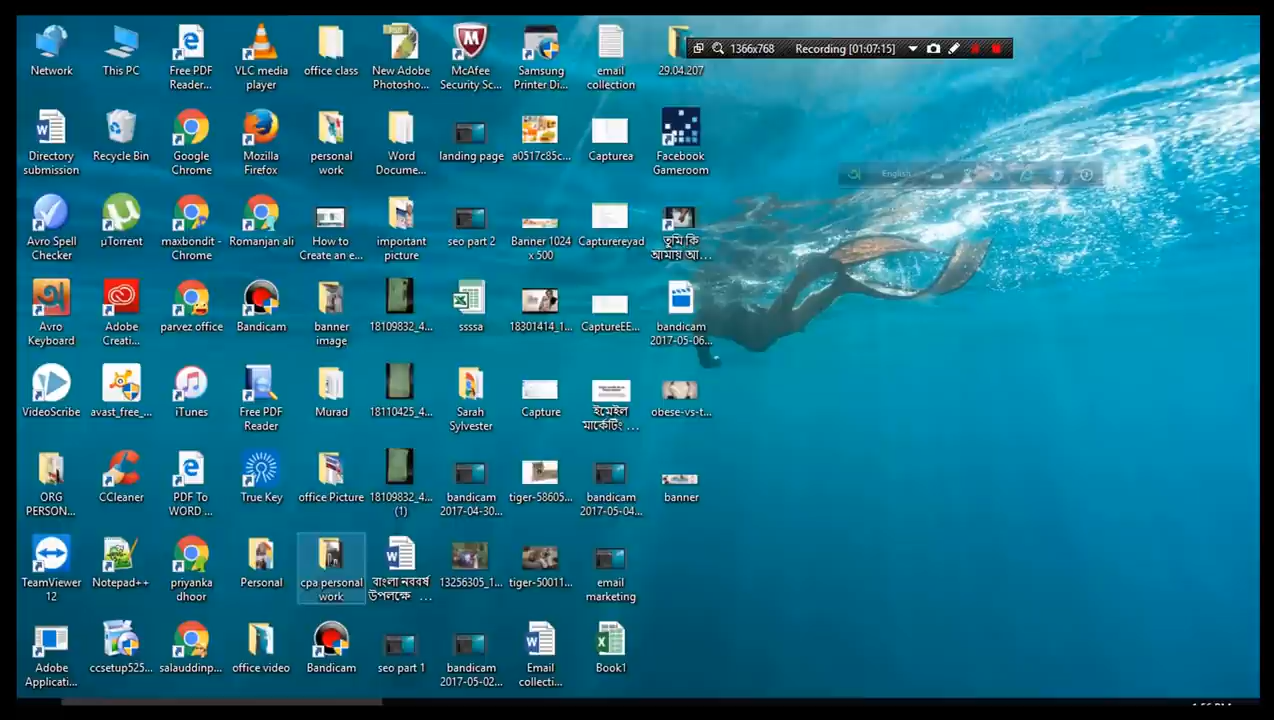 1366x768 Recording [01:07:15]
English
Network
This PC
Free PDF
Reader...
VLC media
player
office class
New Adobe
Photosho...
McAfee
Security Sc...
Samsung
Printer Di...
email
collection
29.04.207
Directory
submission
Recycle Bin
Google
Chrome
Mozilla
Firefox
personal
work
Word
Docume...
landing page
a0517c85c...
Capturea
Facebook
Gameroom
Avro Spell
Checker
µTorrent
maxbondit -
Chrome
Romanjan ali
How to
Create an e...
important
picture
seo part 2
Banner 1024
x 500
Capturereyad
তুমি কি
আমায় আ...
Avro
Keyboard
Adobe
Creati...
parvez office
Bandicam
banner
image
18109832_4...
ssssa
18301414_1...
CaptureEE...
bandicam
2017-05-06...
VideoScribe
avast_free_...
iTunes
Free PDF
Reader
Murad
18110425_4...
Sarah
Sylvester
Capture
ইমেইল
মার্কেটিং ...
obese-vs-t...
ORG
PERSON...
CCleaner
PDF To
WORD ...
True Key
office Picture
18109832_4...
(1)
bandicam
2017-04-30...
tiger-58605...
bandicam
2017-05-04...
banner
TeamViewer
12
Notepad++
priyanka
dhoor
Personal
cpa personal
work
বাংলা নববর্ষ
উপলক্ষে ...
13256305_1...
tiger-50011...
email
marketing
Adobe
Applicati...
ccsetup525...
salauddinp...
office video
Bandicam
seo part 1
bandicam
2017-05-02...
Email
collecti...
Book1